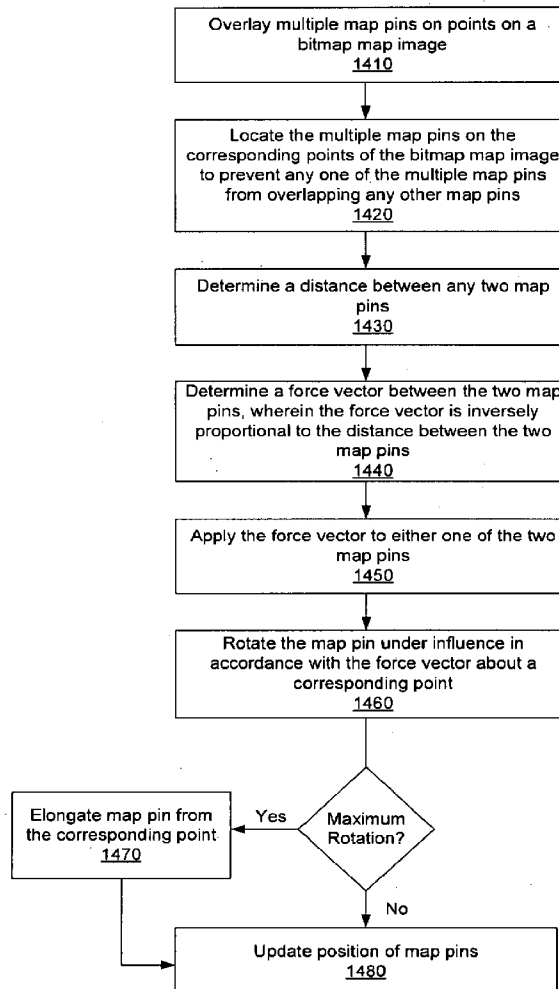 Overlay multiple map pins on points on a
bitmap map image
1410
Locate the multiple map pins on the
corresponding points of the bitmap map image
to prevent any one of the multiple map pins
from overlapping any other map pins
1420
Determine a distance between any two map
pins
1430
Determine a force vector between the two map
pins, wherein the force vector is inversely
proportional to the distance between the two
map pins
1440
Apply the force vector to either one of the two
map pins
1450
Rotate the map pin under influence in
accordance with the force vector about a
corresponding point
1460
Maximum
Rotation?
Yes
Elongate map pin from
the corresponding point
1470
No
Update position of map pins
1480